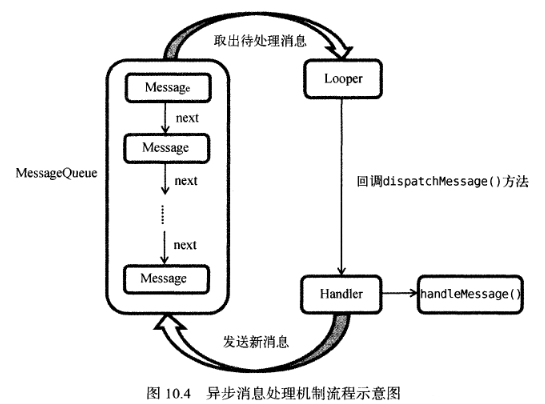 取出待处理消息
Looper
Message
next
Message
next
MessageQueue
回调dispatchMessage()方法
next
Message
Handler
handleMessage()
发送新消息
图 10.4 异步消息处理机制流程示意图